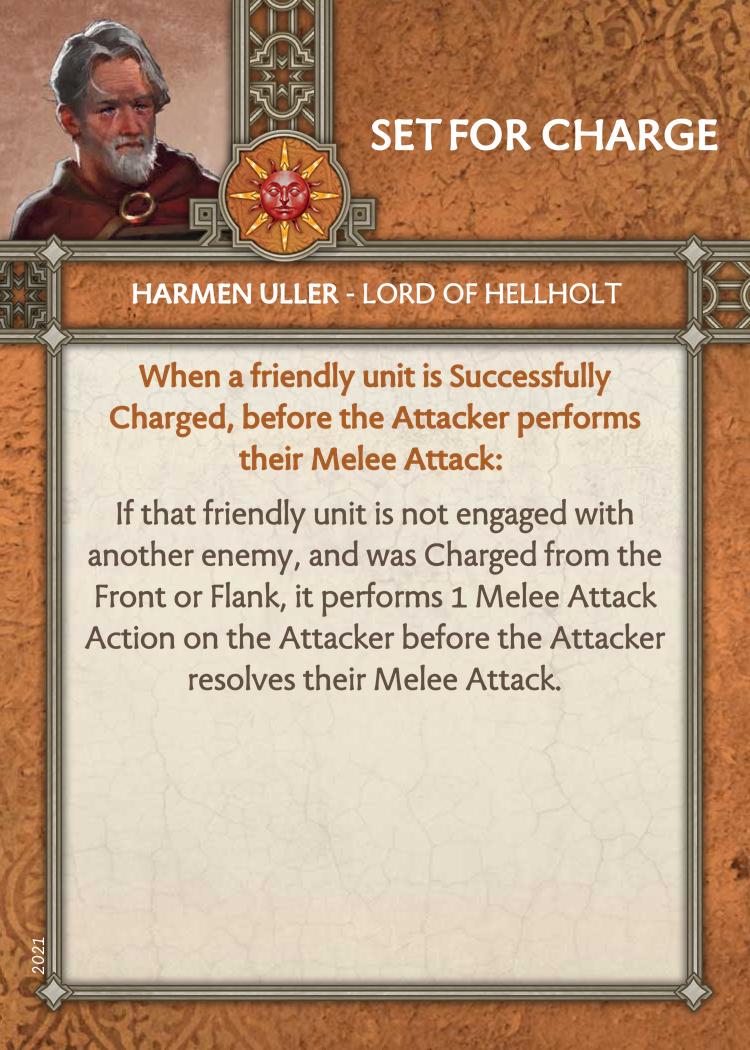 SET FOR CHARGE
HARMEN ULLER - LORD OF HELLHOLT
When a friendly unit is Successfully
Charged, before the Attacker performs
their Melee Attack:
If that friendly unit is not engaged with
another enemy, and was Charged from the
Front or Flank, it performs 1 Melee Attack
Action on the Attacker before the Attacker
resolves their Melee Attack.
2021